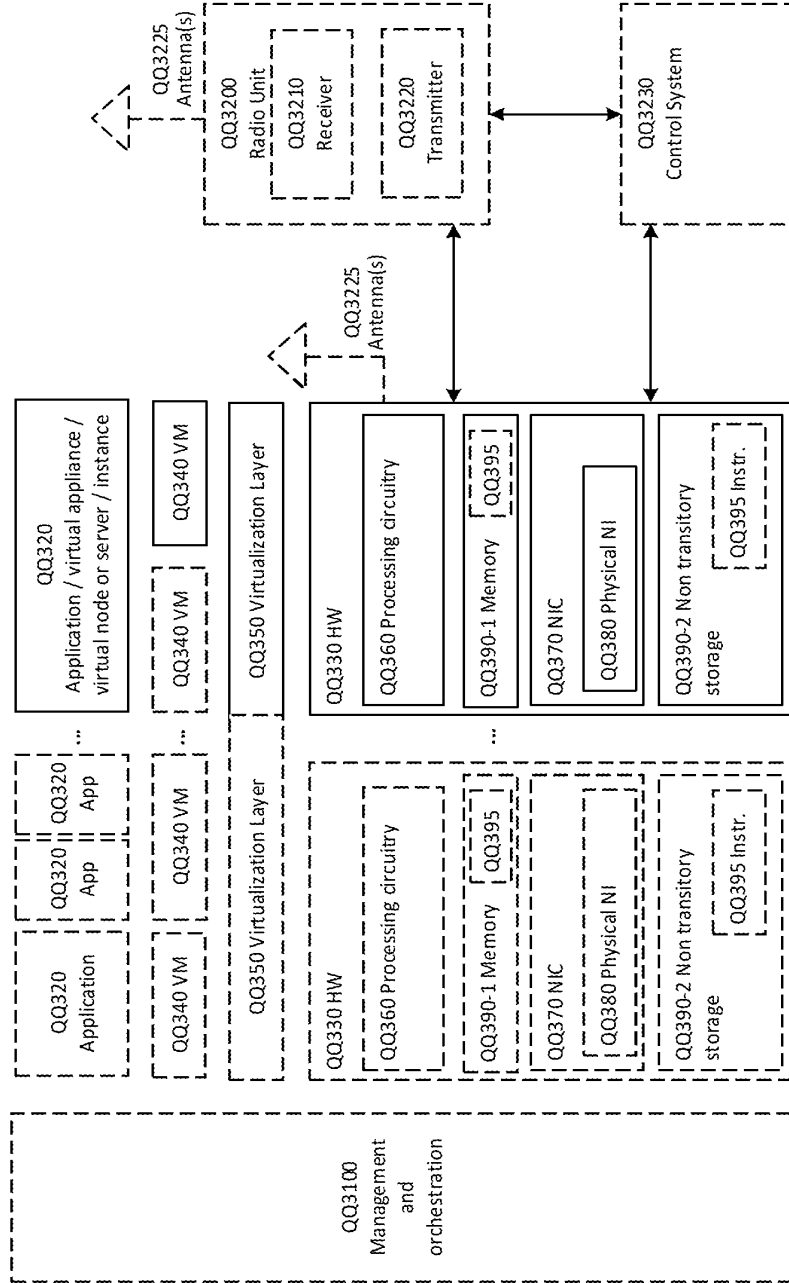 QQ3100
Management
and
orchestration
QQ320
Application
QQ320
App
QQ320
App
...
QQ320
Application / virtual appliance /
virtual node or server / instance
QQ340 VM
QQ340 VM
...
QQ340 VM
QQ340 VM
QQ350 Virtualization Layer
QQ350 Virtualization Layer
QQ330 HW
QQ360 Processing circuitry
QQ390-1 Memory
QQ395
QQ370 NIC
QQ380 Physical NI
QQ390-2 Non transitory
storage
QQ395 Instr.
...
QQ330 HW
QQ360 Processing circuitry
QQ390-1 Memory
QQ395
QQ370 NIC
QQ380 Physical NI
QQ390-2 Non transitory
storage
QQ395 Instr.
QQ3225
Antenna(s)
QQ3225
Antenna(s)
QQ3200
Radio Unit
QQ3210
Receiver
QQ3220
Transmitter
QQ3230
Control System